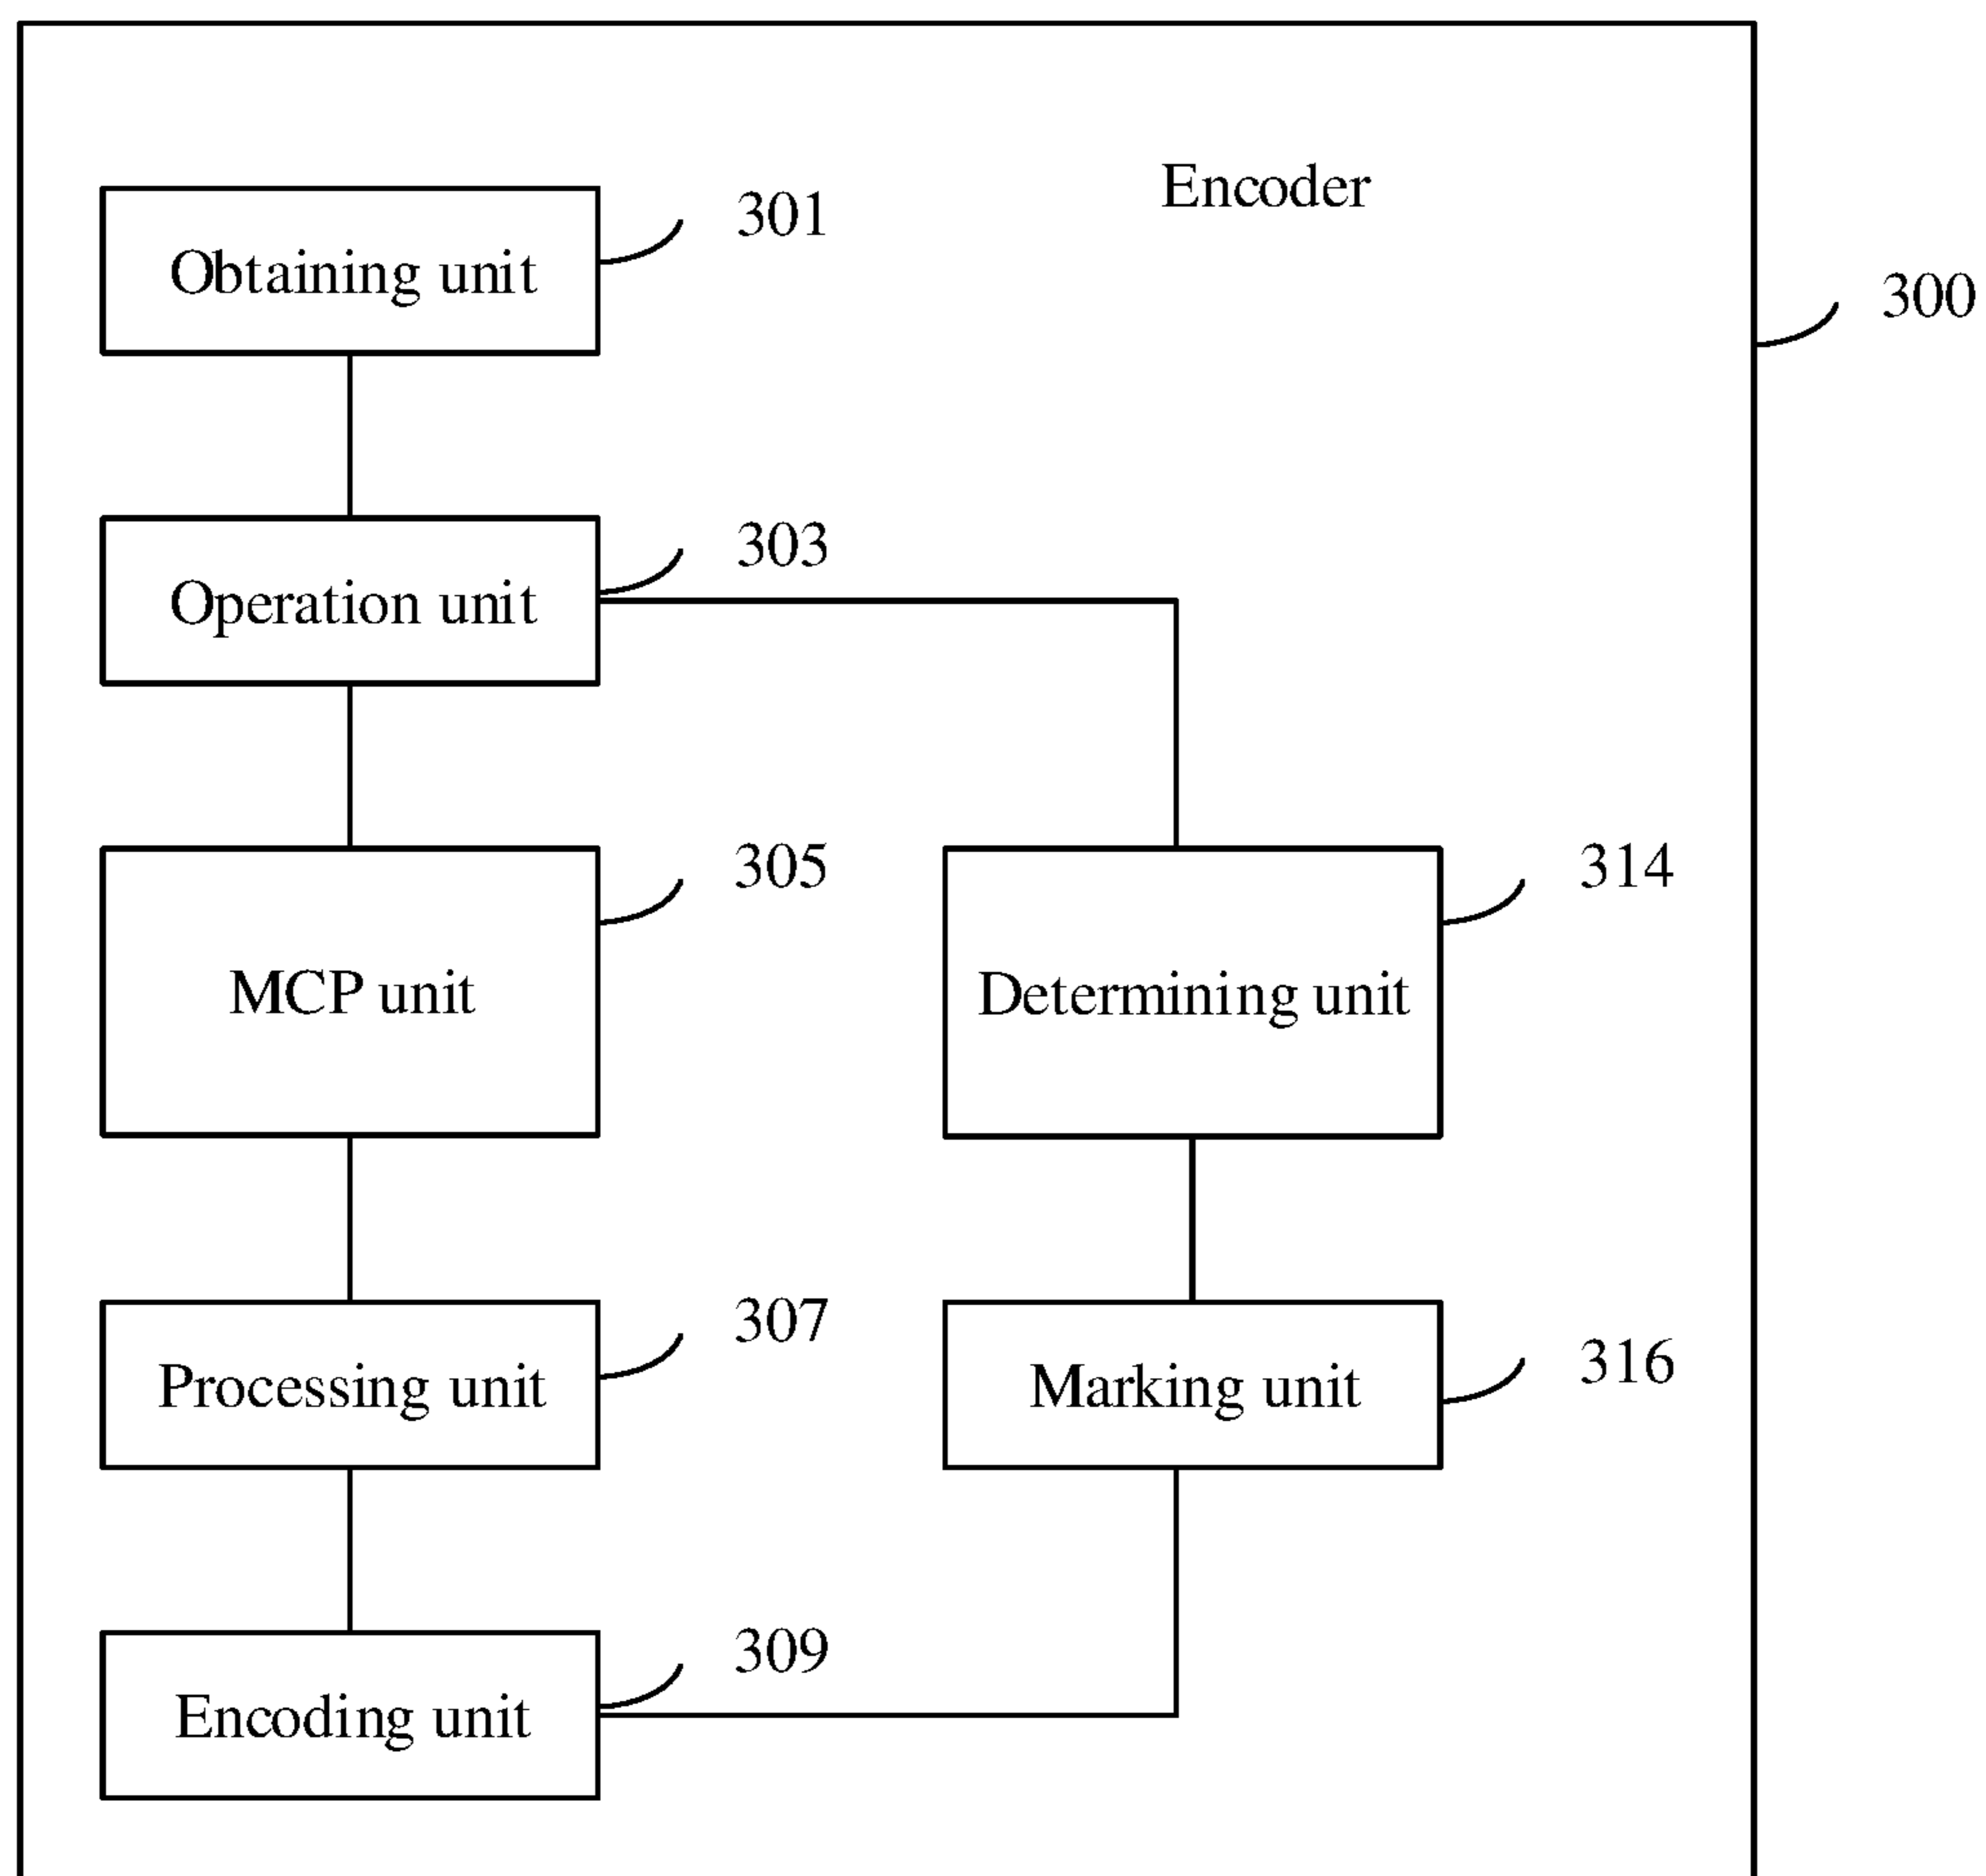 Encoder
300
301
Obtaining unit
303
Operation unit
305
MCP unit
314
Determining unit
307
Processing unit
316
Marking unit
309
Encoding unit